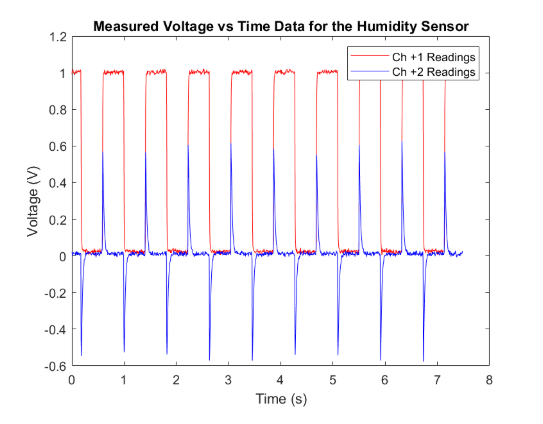 Measured Voltage vs Time Data for the Humidity Sensor
Ch +1 Readings
Ch +2 Readings
Voltage (V)
1.2
1
0.8
0.6
0.4
0.2
0
-0.2
-0.4
-0.6
0 1 2 3 4 5 6 7 8
Time (s)